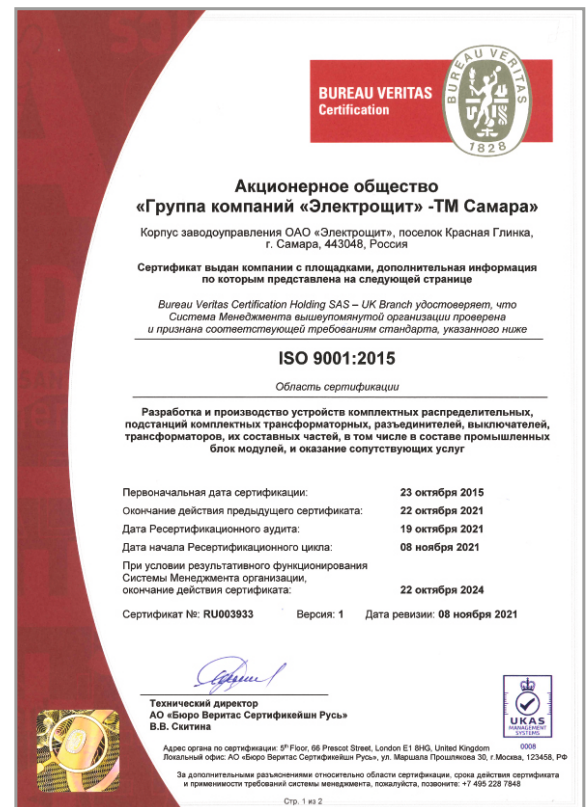 BUREAU VERITAS
Certification
BUREAU VERITAS
1828
Акционерное общество
«Группа компаний «Электрощит» -ТМ Самара»
Корпус заводоуправления ОАО «Электрощит», поселок Красная Глинка,
г. Самара, 443048, Россия
Сертификат выдан компании с площадками, дополнительная информация
по которым представлена на следующей странице
Bureau Veritas Certification Holding SAS – UK Branch удостоверяет, что
Система Менеджмента вышеупомянутой организации проверена
и признана соответствующей требованиям стандарта, указанного ниже
ISO 9001:2015
Область сертификации
Разработка и производство устройств комплектных распределительных,
подстанций комплектных трансформаторных, разъединителей, выключателей,
трансформаторов, их составных частей, в том числе в составе промышленных
блок модулей, и оказание сопутствующих услуг
Первоначальная дата сертификации: 23 октября 2015
Окончание действия предыдущего сертификата: 22 октября 2021
Дата Ресертификационного аудита: 19 октября 2021
Дата начала Ресертификационного цикла: 08 ноября 2021
При условии результативного функционирования
Системы Менеджмента организации,
окончание действия сертификата: 22 октября 2024
Сертификат №: RU003933 Версия: 1 Дата ревизии: 08 ноября 2021
Технический директор
АО «Бюро Веритас Сертификейшн Русь»
В.В. Скитина
UKAS
MANAGEMENT
SYSTEMS
0008
Адрес органа по сертификации: 5th Floor, 66 Prescot Street, London E1 8HG, United Kingdom
Локальный офис: АО «Бюро Веритас Сертификейшн Русь», ул. Маршала Прошлякова 30, г.Москва, 123458, РФ
За дополнительными разъяснениями относительно области сертификации, срока действия сертификата
и применимости требований системы менеджмента, пожалуйста, позвоните: +7 495 228 7848
Стр. 1 из 2